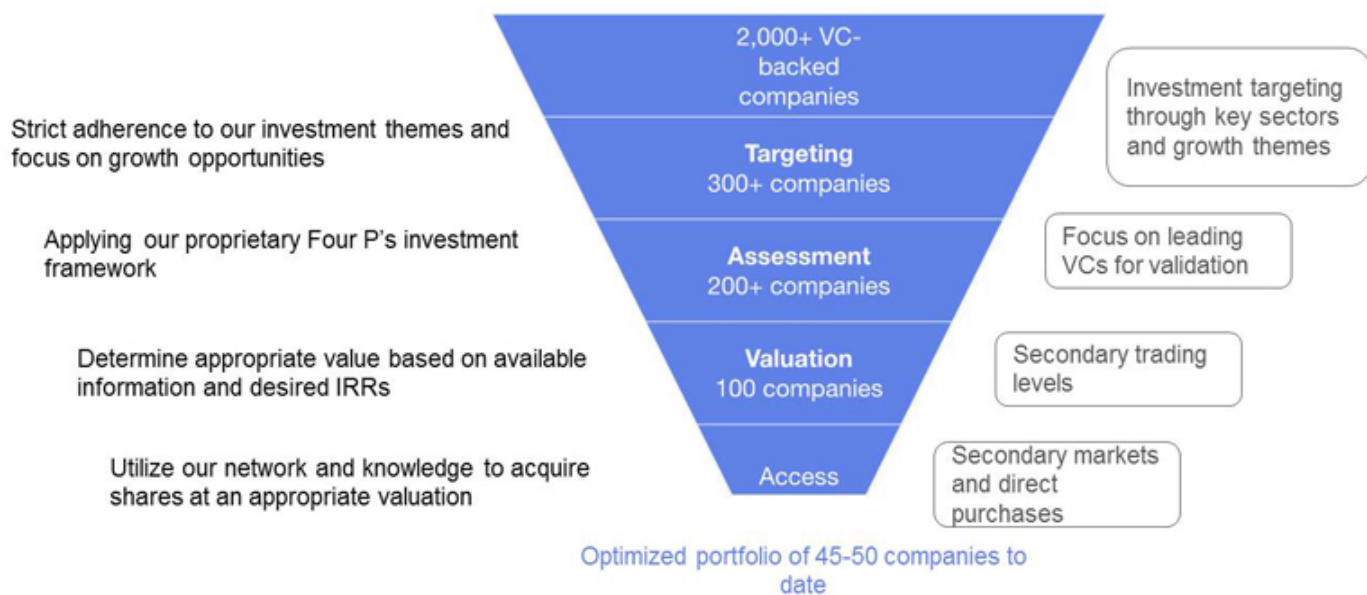 2,000+ VC-
backed
companies
Investment targeting
through key sectors
and growth themes
Strict adherence to our investment themes and
focus on growth opportunities
Targeting
300+ companies
Applying our proprietary Four P's investment
framework
Assessment
200+ companies
Focus on leading
VCs for validation
Determine appropriate value based on available
information and desired IRRs
Valuation
100 companies
Secondary trading
levels
Utilize our network and knowledge to acquire
shares at an appropriate valuation
Access
Secondary markets
and direct
purchases
Optimized portfolio of 45-50 companies to
date